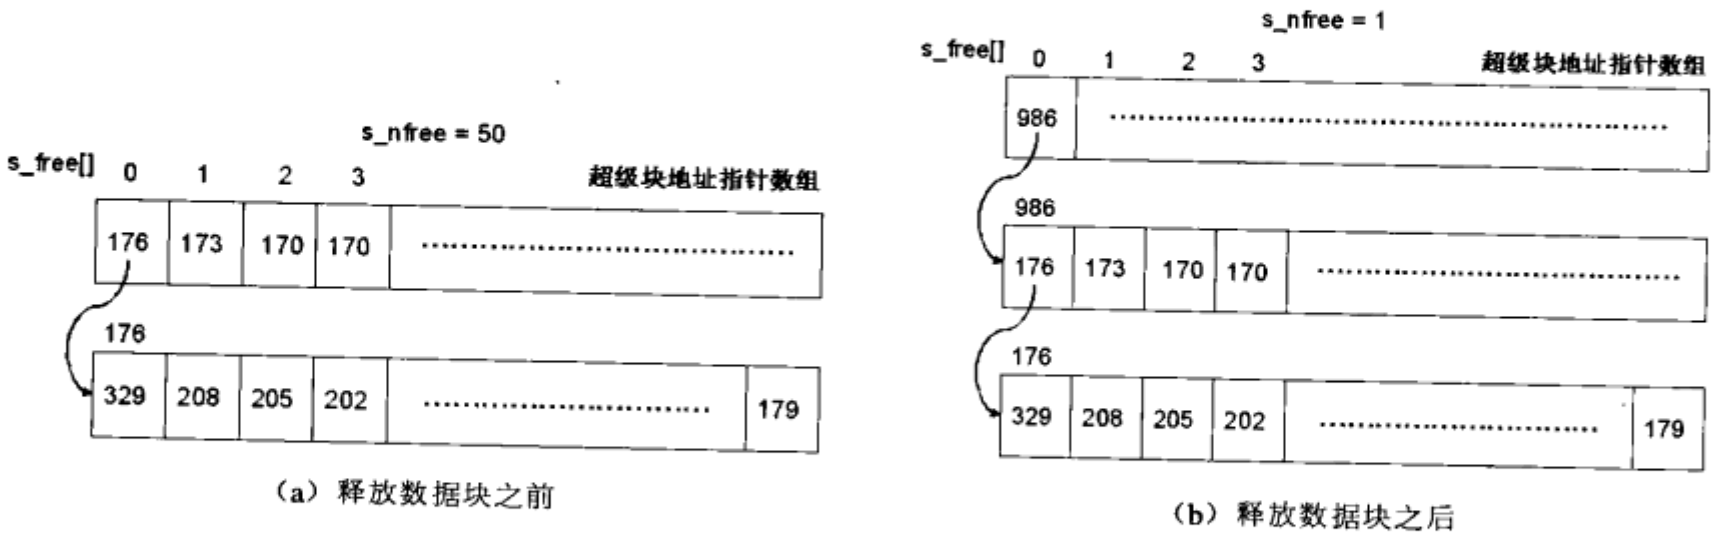 s_nfree = 50
s_free[] 0 1 2 3 超级块地址指针数组
176 173 170 170
176
329 208 205 202 179
(a) 释放数据块之前
s_nfree = 1
s_free[] 0 1 2 3 超级块地址指针数组
986
986
176 173 170 170
176
329 208 205 202 179
(b) 释放数据块之后